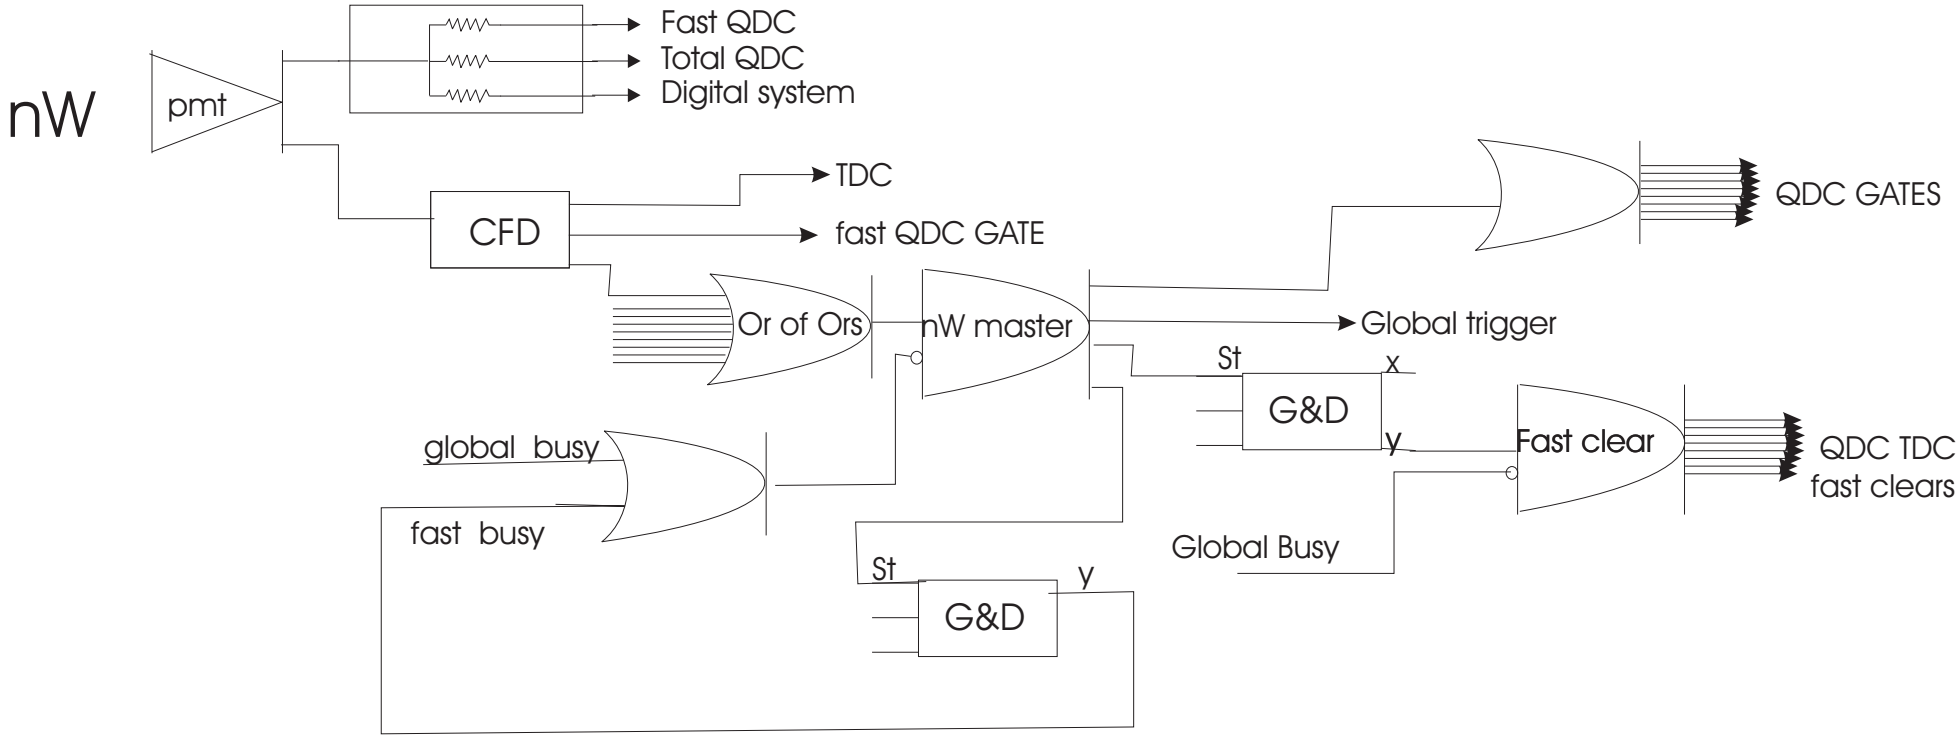 Fast QDC
Total QDC
Digital system
nW
pmt
TDC
CFD
fast QDC GATE
QDC GATES
Or of Ors
nW master
Global trigger
St
x
G&D
y
global busy
fast busy
Fast clear
QDC TDC
fast clears
Global Busy
St
y
G&D